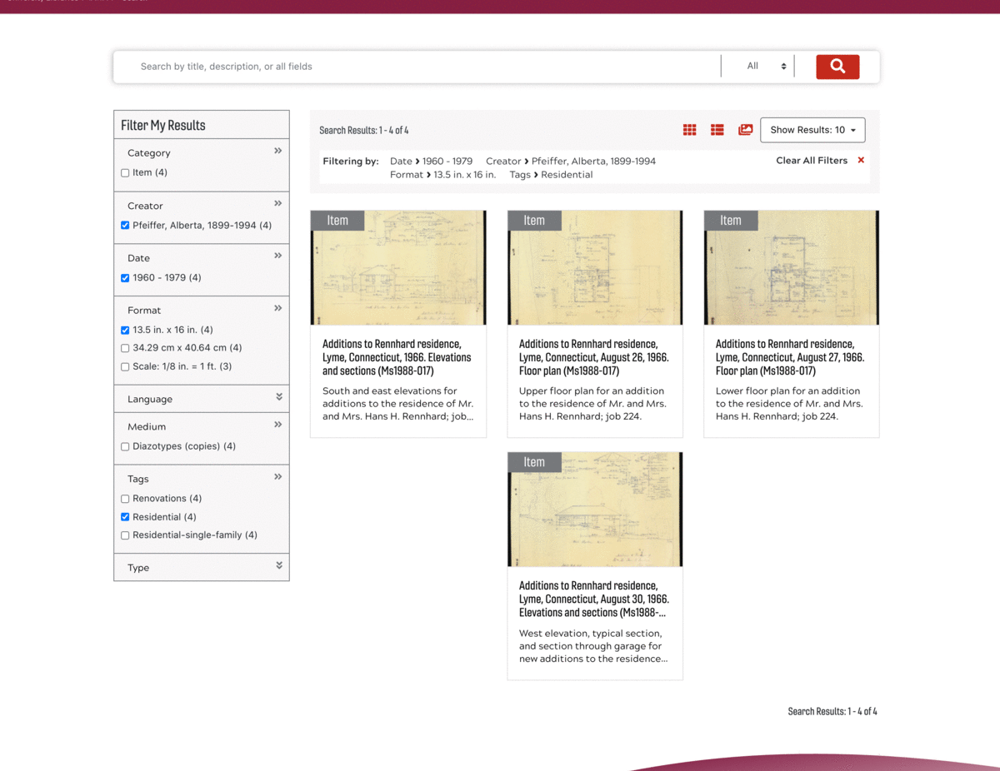 Search by title, description, or all fields
All
Filter My Results
Category
Item (4)
Creator
Pfeiffer, Alberta, 1899-1994 (4)
Date
1960 - 1979 (4)
Format
13.5 in. x 16 in. (4)
34.29 cm x 40.64 cm (4)
Scale: 1/8 in. = 1 ft. (3)
Language
Medium
Diazotypes (copies) (4)
Tags
Renovations (4)
Residential (4)
Residential-single-family (4)
Type
Search Results: 1 - 4 of 4
Show Results: 10
Filtering by: Date > 1960 - 1979 Creator > Pfeiffer, Alberta, 1899-1994
Format > 13.5 in. x 16 in. Tags > Residential
Clear All Filters
Item
Additions to Rennhard residence,
Lyme, Connecticut, 1966. Elevations
and sections (Ms1988-017)
South and east elevations for
additions to the residence of Mr.
and Mrs. Hans H. Rennhard; job...
Item
Additions to Rennhard residence,
Lyme, Connecticut, August 26, 1966.
Floor plan (Ms1988-017)
Upper floor plan for an addition
to the residence of Mr. and Mrs.
Hans H. Rennhard; job 224.
Item
Additions to Rennhard residence,
Lyme, Connecticut, August 27, 1966.
Floor plan (Ms1988-017)
Lower floor plan for an addition
to the residence of Mr. and Mrs.
Hans H. Rennhard; job 224.
Item
Additions to Rennhard residence,
Lyme, Connecticut, August 30, 1966.
Elevations and sections (Ms1988-...
West elevation, typical section,
and section through garage for
new additions to the residence...
Search Results: 1 - 4 of 4